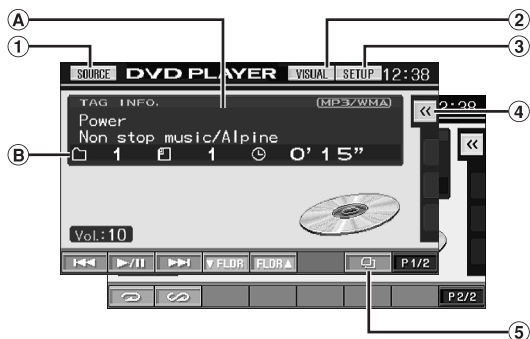 A
2
1
3
SOURCE DVD PLAYER VISUAL SETUP 12:38
TAG INFO. (MP3/WMA)
Power
Non stop music/Alpine
B
1 1 0' 15"
4
Vol.:10
▼FLDR FLDR▲ P1/2
P2/2
5